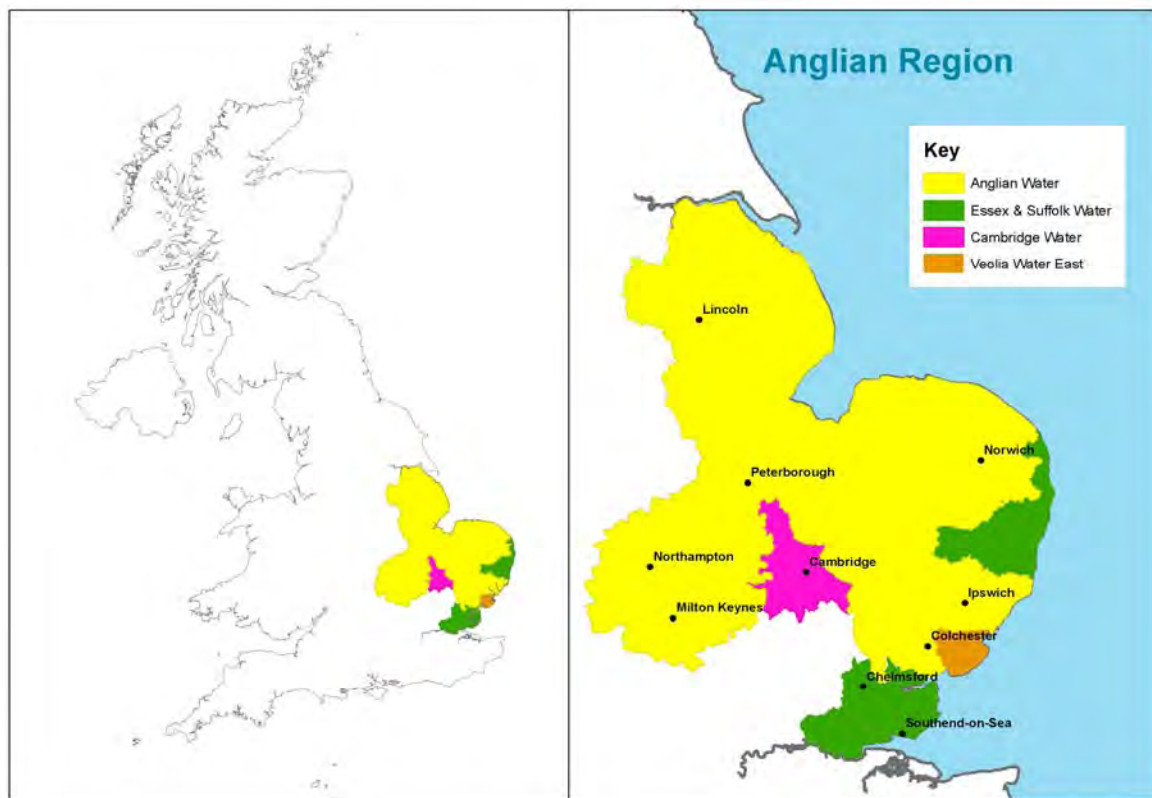 Anglian Region
Key
Anglian Water
Essex & Suffolk Water
Cambridge Water
Veolia Water East
Lincoln
Norwich
Peterborough
Northampton
Cambridge
Ipswich
Milton Keynes
Colchester
Chelmsford
Southend-on-Sea